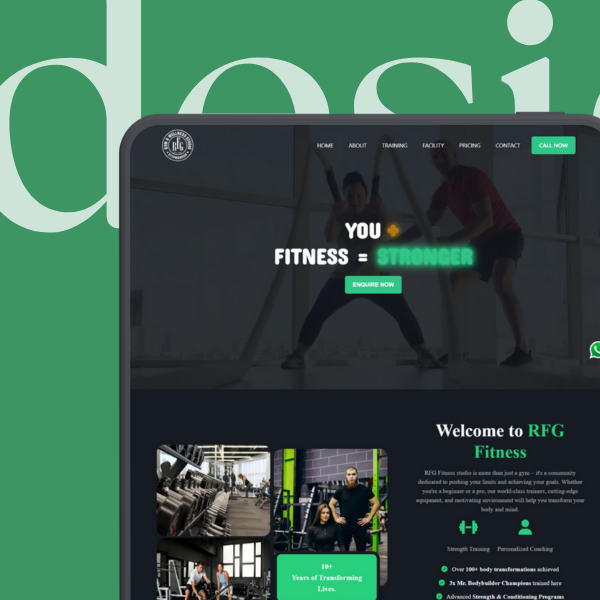 desi
HOME ABOUT TRAINING FACILITY PRICING CONTACT CALL NOW
RFG
YOU +
FITNESS = STRONGER
ENQUIRE NOW
Welcome to RFG
Fitness
RFG Fitness studio is more than just a gym – it's a community
dedicated to pushing your limits and achieving your goals. Whether
you're a beginner or a pro, our world-class trainers, cutting-edge
equipment, and motivating environment will help you transform your
body and mind.
Strength Training Personalized Coaching
10+
Years of Transforming
Lives.
Over 100+ body transformations achieved
3x Mr. Bodybuilder Champions trained here
Advanced Strength & Conditioning Programs